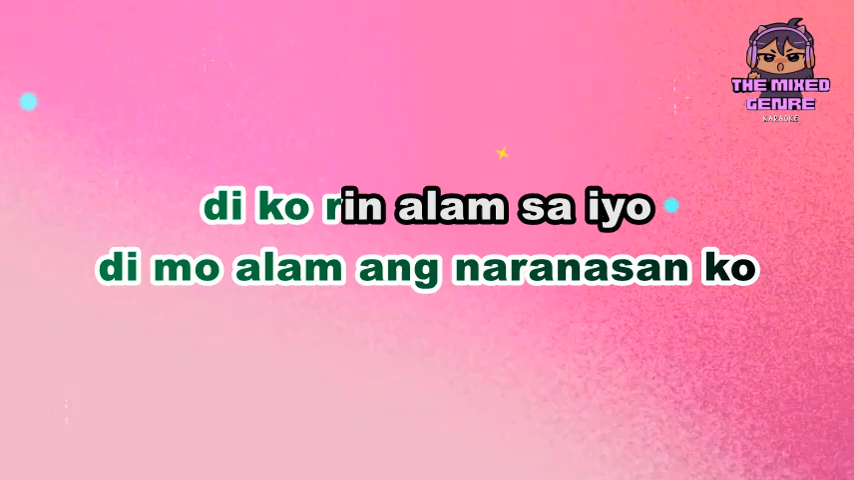 THE MIXED
GENRE
KARAOKE
di ko rin alam sa iyo
di mo alam ang naranasan ko